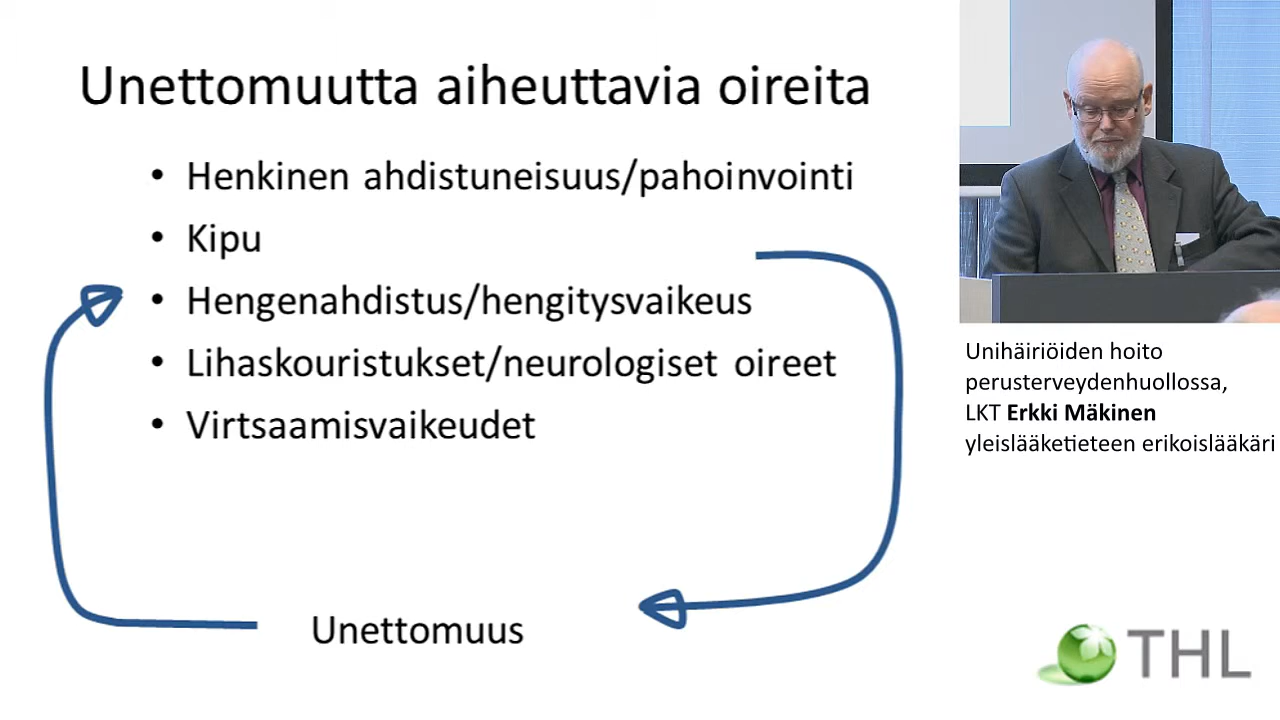 Unettomuutta aiheuttavia oireita
• Henkinen ahdistuneisuus/pahoinvointi
• Kipu
• Hengenahdistus/hengitysvaikeus
• Lihaskouristukset/neurologiset oireet
• Virtsaamisvaikeudet
Unettomuus
Unihäiriöiden hoito
perusterveydenhuollossa,
LKT Erkki Mäkinen
yleislääketieteen erikoislääkäri
THL